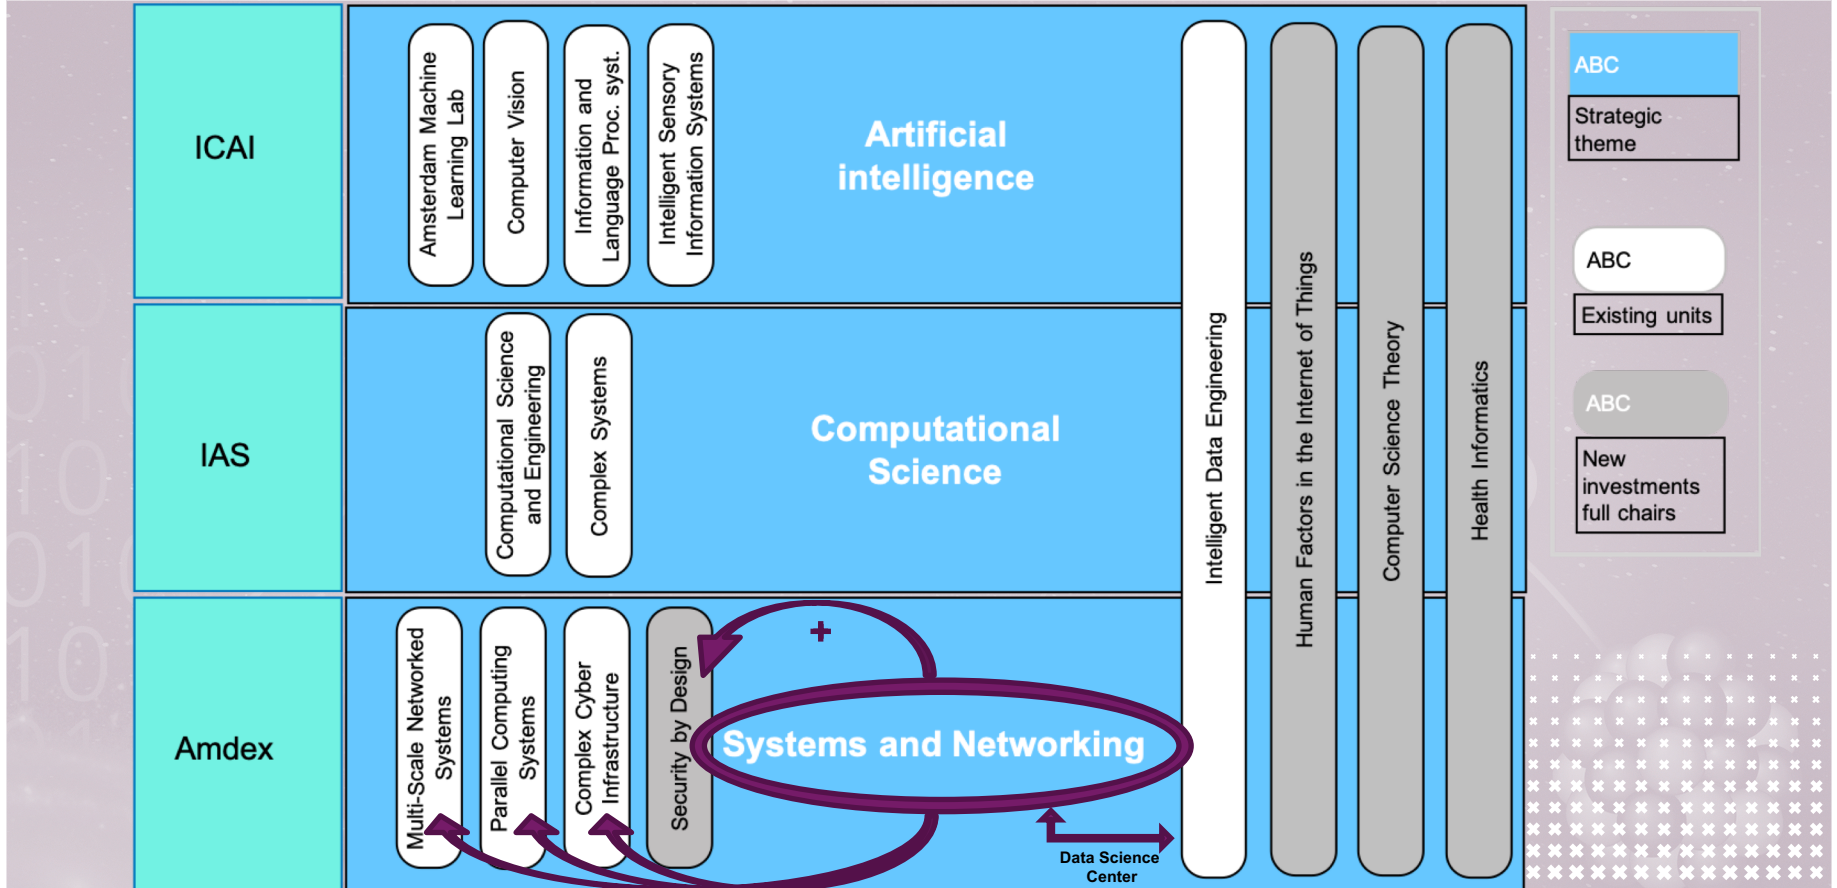 ICAI
Amsterdam Machine
Learning Lab
Computer Vision
Information and
Language Proc. syst.
Intelligent Sensory
Information Systems
Artificial
intelligence
IAS
Computational Science
and Engineering
Complex Systems
Computational
Science
Amdex
Multi-Scale Networked
Systems
Parallel Computing
Systems
Complex Cyber
Infrastructure
Security by Design
+
Systems and Networking
Data Science
Center
Intelligent Data Engineering
Human Factors in the Internet of Things
Computer Science Theory
Health Informatics
ABC
Strategic
theme
ABC
Existing units
ABC
New
investments
full chairs